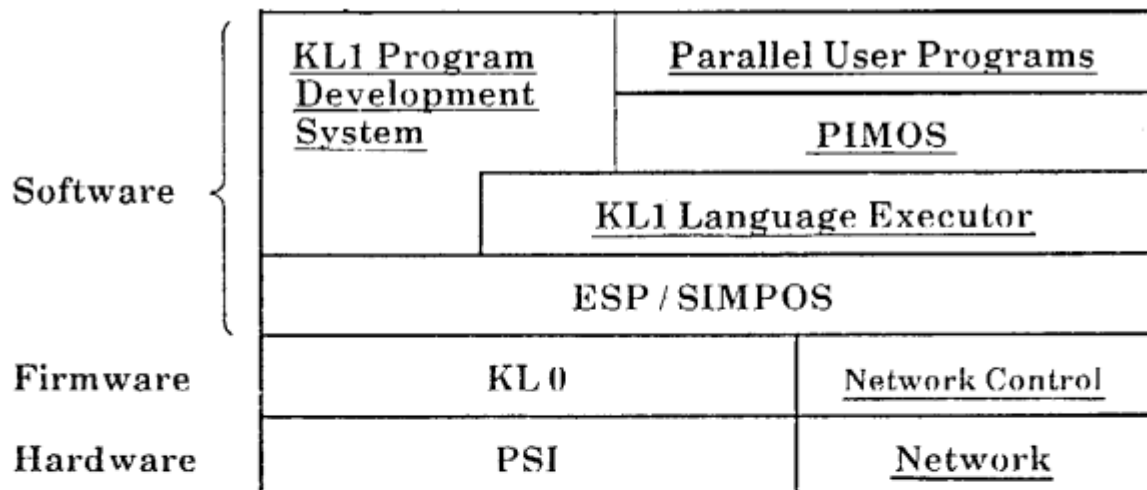 KL1 Program
Development
System
Parallel User Programs
PIMOS
Software
KL1 Language Executor
ESP / SIMPOS
Firmware
KL 0
Network Control
Hardware
PSI
Network